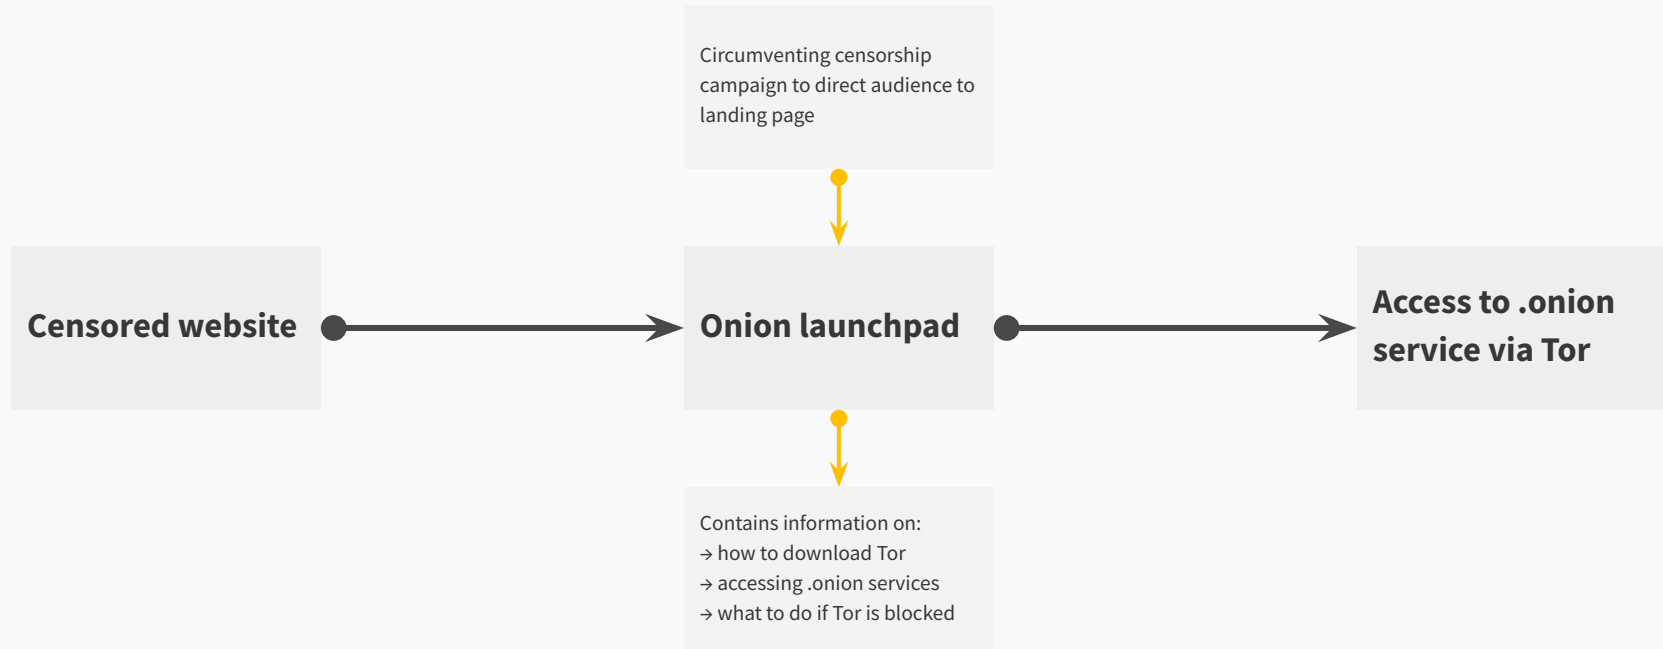 Circumventing censorship
campaign to direct audience to
landing page
Censored website
Onion launchpad
Access to .onion
service via Tor
Contains information on:
→ how to download Tor
→ accessing .onion services
→ what to do if Tor is blocked